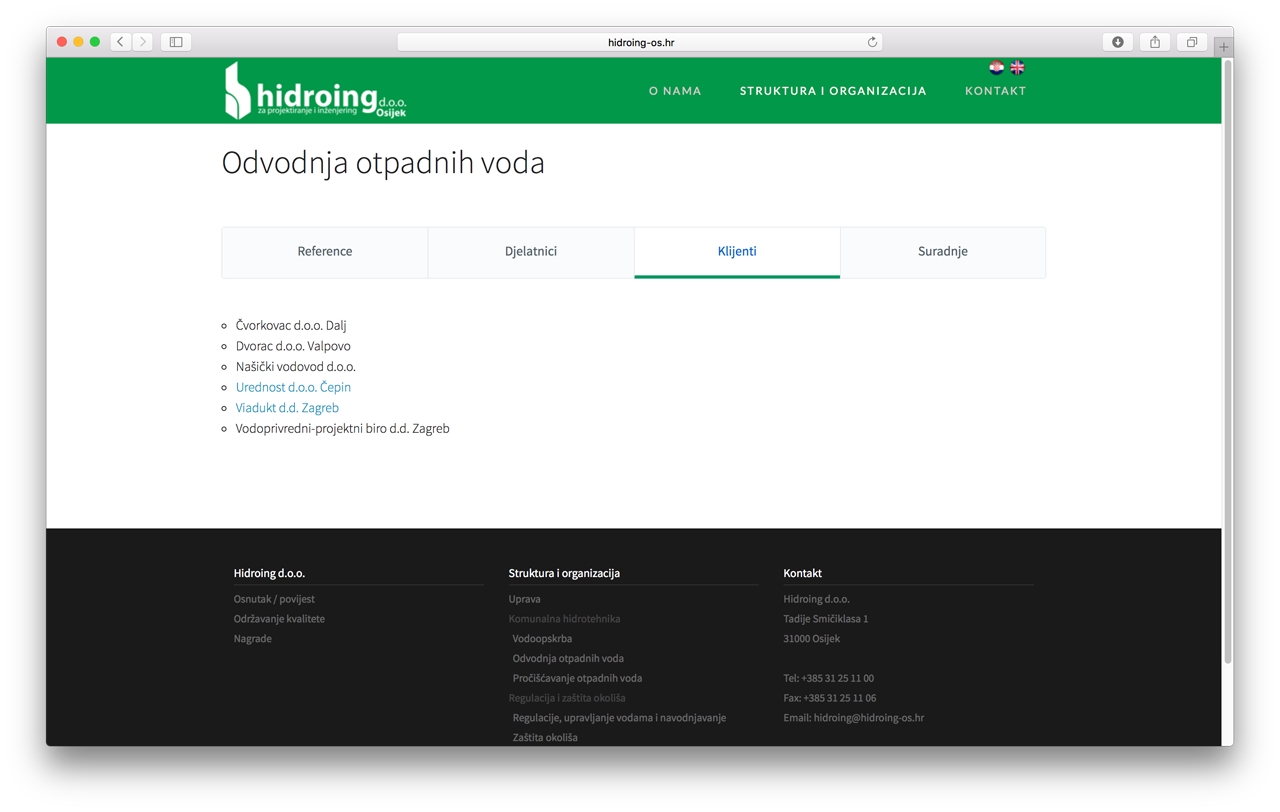 hidroing-os.hr
hidroing d.o.o.
za projektiranje i inženjering Osijek
O NAMA
STRUKTURA I ORGANIZACIJA
KONTAKT
Odvodnja otpadnih voda
Reference
Djelatnici
Klijenti
Suradnje
Čvorkovac d.o.o. Dalj
Dvorac d.o.o. Valpovo
Našički vodovod d.o.o.
Urednost d.o.o. Čepin
Viadukt d.d. Zagreb
Vodoprivredni-projektni biro d.d. Zagreb
Hidroing d.o.o.
Osnutak / povijest
Održavanje kvalitete
Nagrade
Struktura i organizacija
Uprava
Komunalna hidrotehnika
Vodoopskrba
Odvodnja otpadnih voda
Pročišćavanje otpadnih voda
Regulacija i zaštita okoliša
Regulacije, upravljanje vodama i navodnjavanje
Zaštita okoliša
Kontakt
Hidroing d.o.o.
Tadije Smičiklasa 1
31000 Osijek
Tel: +385 31 25 11 00
Fax: +385 31 25 11 06
Email: hidroing@hidroing-os.hr